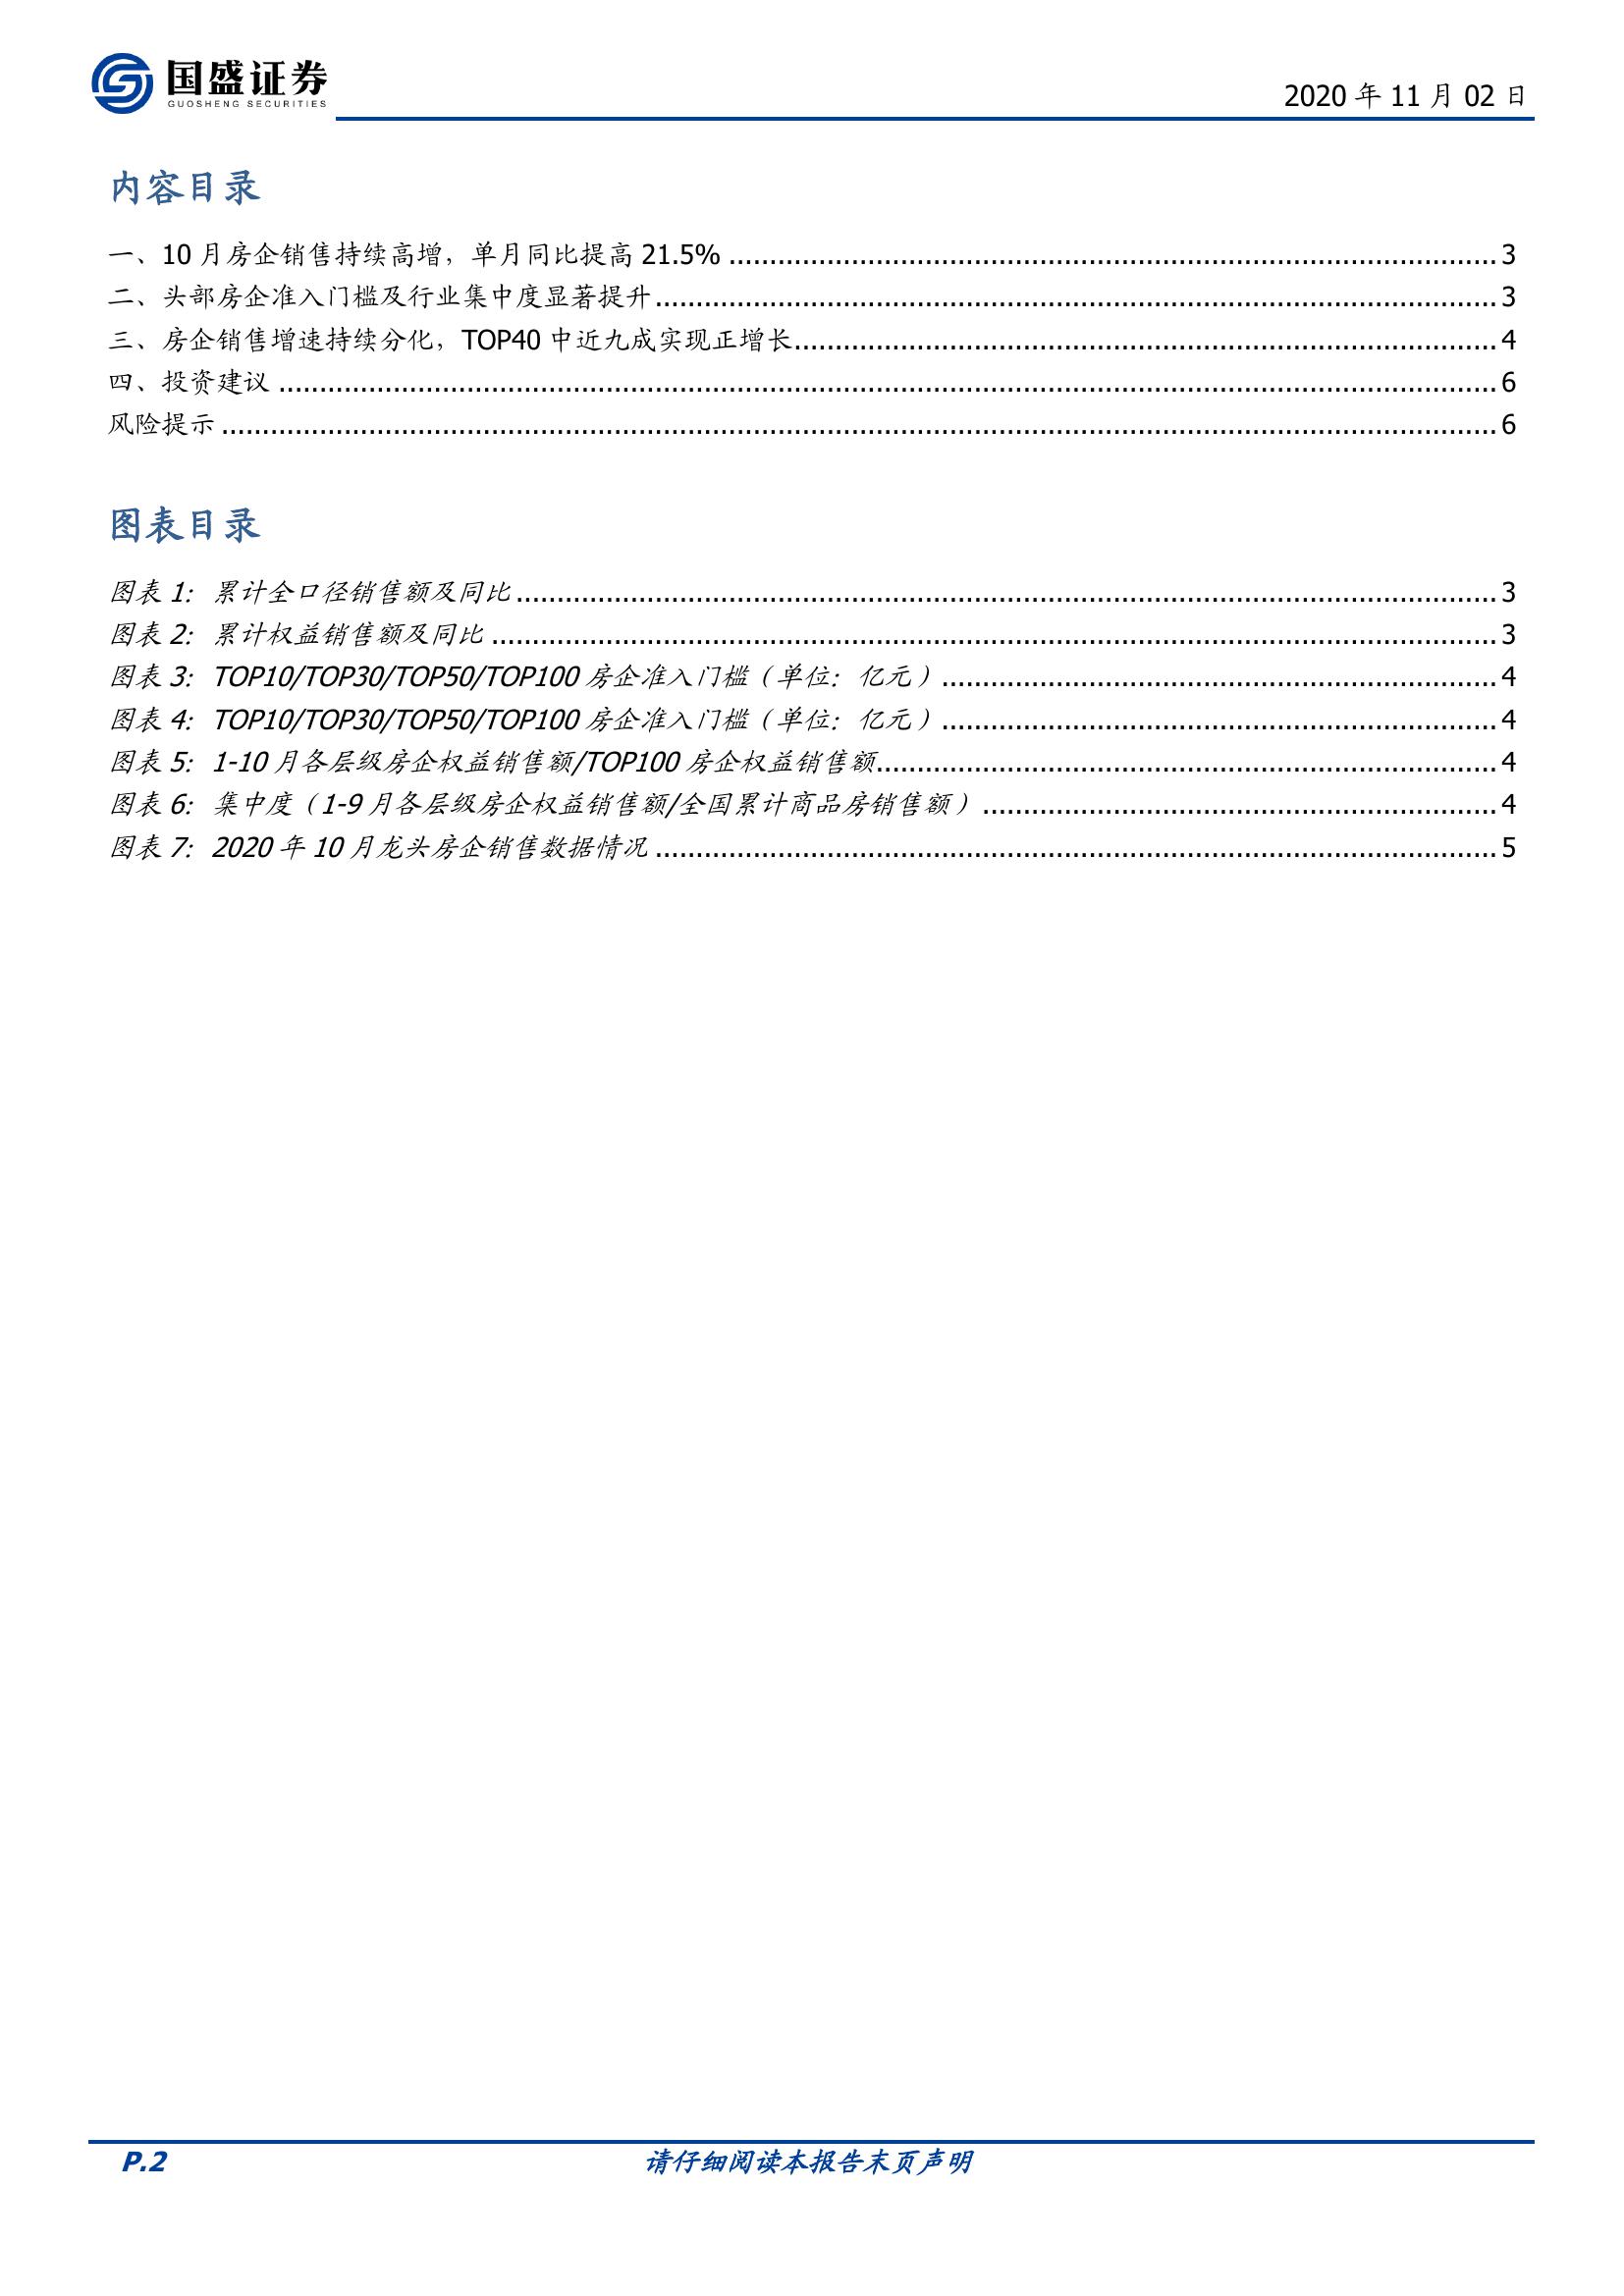 国盛证券
GUOSHENG SECURITIES
2020 年 11 月 02 日
内容目录
一、10 月房企销售持续高增，单月同比提高 21.5% 3
二、头部房企准入门槛及行业集中度显著提升 3
三、房企销售增速持续分化，TOP40 中近九成实现正增长 4
四、投资建议 6
风险提示 6
图表目录
图表 1：累计全口径销售额及同比 3
图表 2：累计权益销售额及同比 3
图表 3：TOP10/TOP30/TOP50/TOP100 房企准入门槛（单位：亿元） 4
图表 4：TOP10/TOP30/TOP50/TOP100 房企准入门槛（单位：亿元） 4
图表 5：1-10 月各层级房企权益销售额/TOP100 房企权益销售额 4
图表 6：集中度（1-9 月各层级房企权益销售额/全国累计商品房销售额） 4
图表 7：2020 年 10 月龙头房企销售数据情况 5
P.2 请仔细阅读本报告末页声明